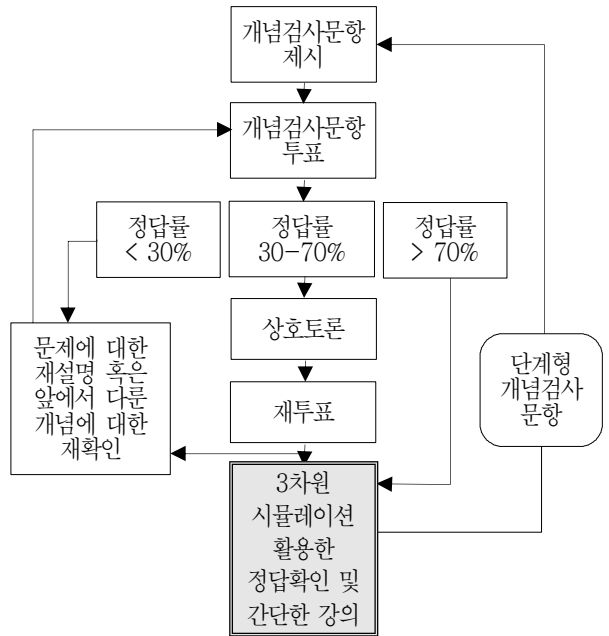 개념검사문항
제시
개념검사문항
투표
정답률
< 30%
정답률
30-70%
정답률
> 70%
상호토론
문제에 대한
재설명 혹은
앞에서 다룬
개념에 대한
재확인
단계형
개념검사
문항
재투표
3차원
시뮬레이션
활용한
정답확인 및
간단한 강의